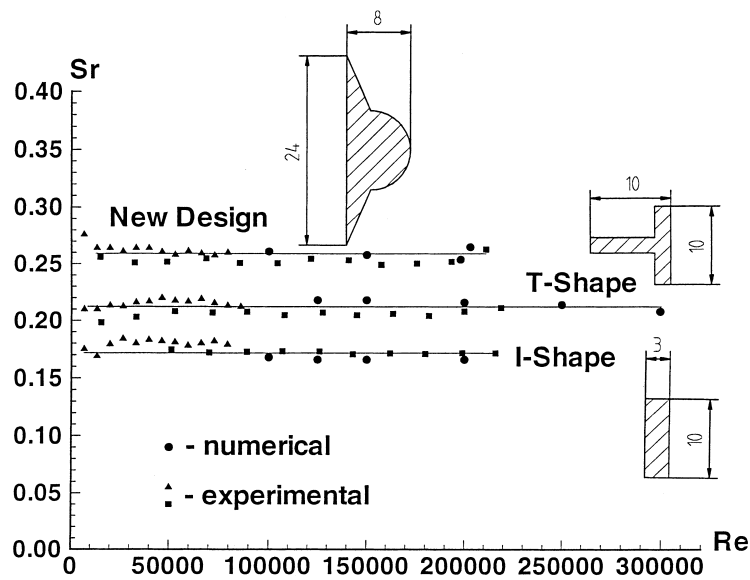 8
Sr
0.40
24
0.35
10
0.30
New Design
10
0.25
T-Shape
0.20
3
I-Shape
0.15
10
0.10
- numerical
0.05
- experimental
0.00
Re
0 50000 100000 150000 200000 250000 300000